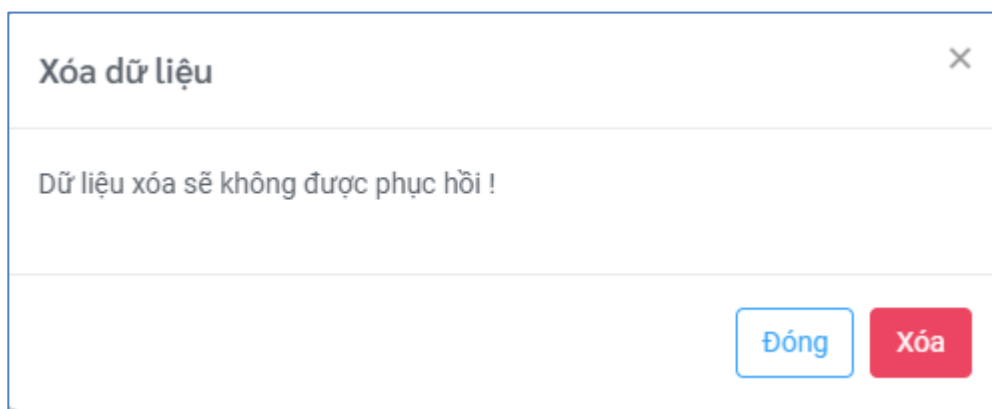 Xóa dữ liệu
Dữ liệu xóa sẽ không được phục hồi !
Đóng
Xóa